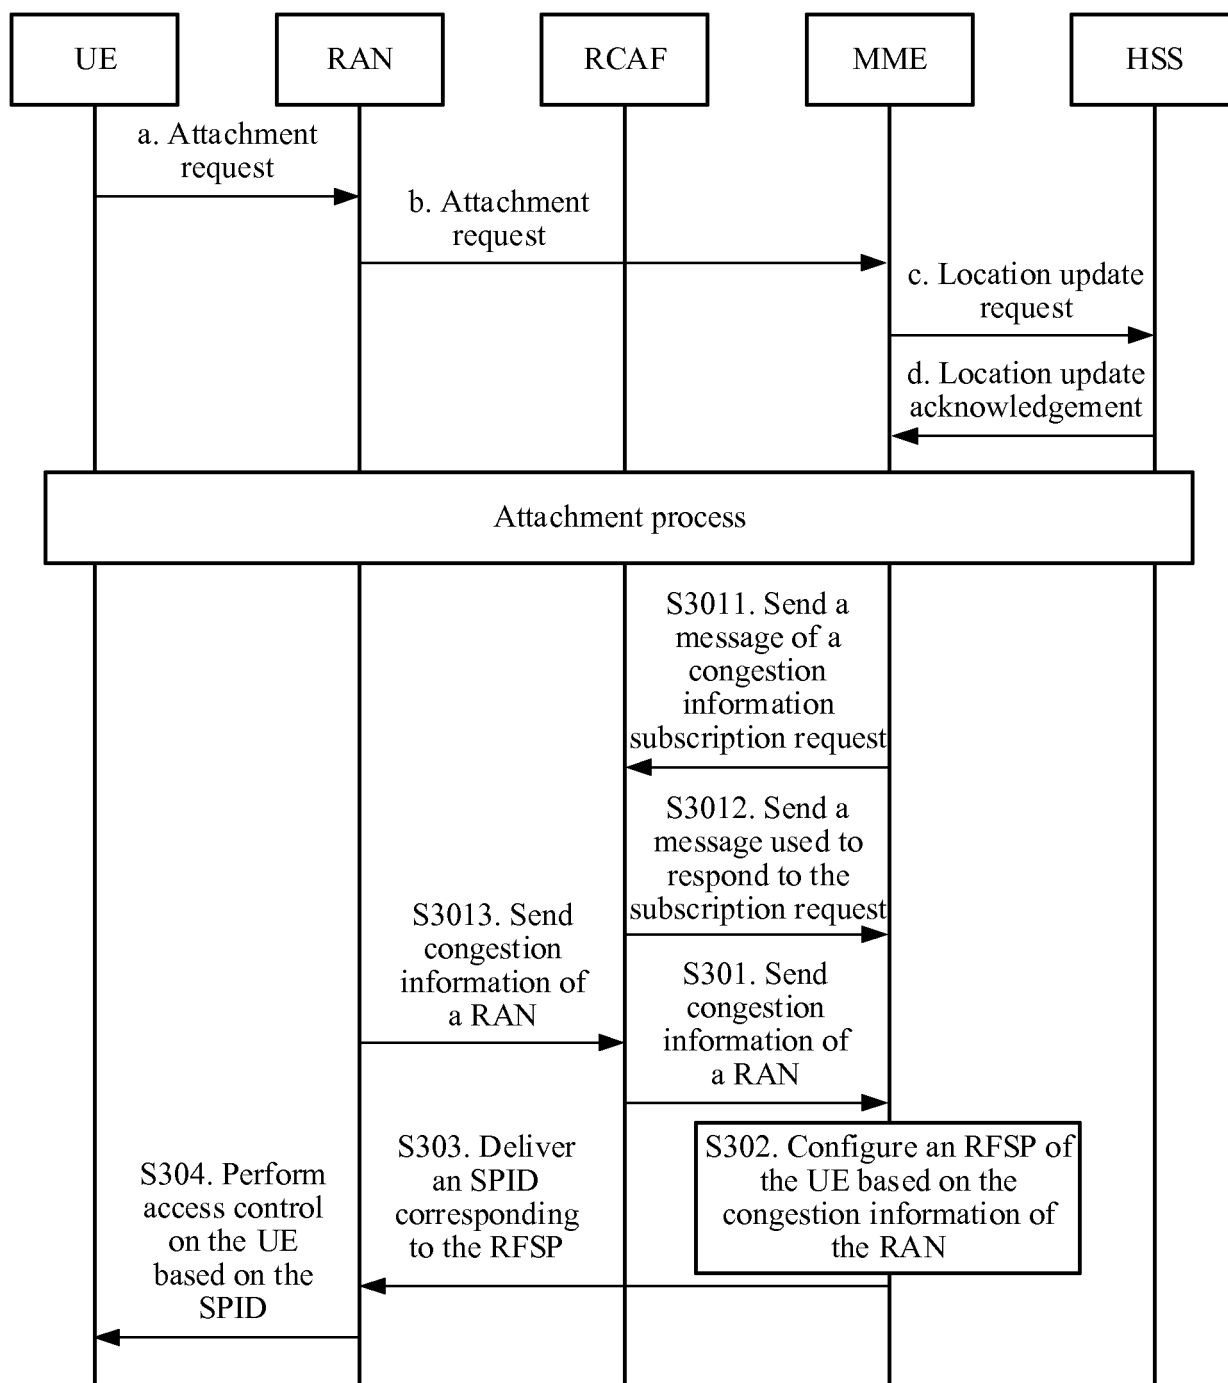 UE
RAN
RCAF
MME
HSS
a. Attachment
request
b. Attachment
request
c. Location update
request
d. Location update
acknowledgement
Attachment process
S3011. Send a
message of a
congestion
information
subscription request
S3012. Send a
message used to
respond to the
subscription request
S3013. Send
congestion
information of
a RAN
S301. Send
congestion
information of
a RAN
S302. Configure an RFSP of
the UE based on the
congestion information of
the RAN
S303. Deliver
an SPID
corresponding
to the RFSP
S304. Perform
access control
on the UE
based on the
SPID